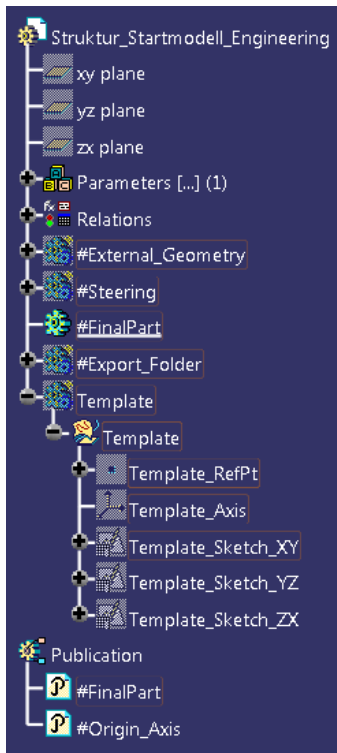 Struktur_Startmodell_Engineering
xy plane
yz plane
zx plane
Parameters [...] (1)
Relations
#External_Geometry
#Steering
#FinalPart
#Export_Folder
Template
Template
Template_RefPt
Template_Axis
Template_Sketch_XY
Template_Sketch_YZ
Template_Sketch_ZX
Publication
#FinalPart
#Origin_Axis